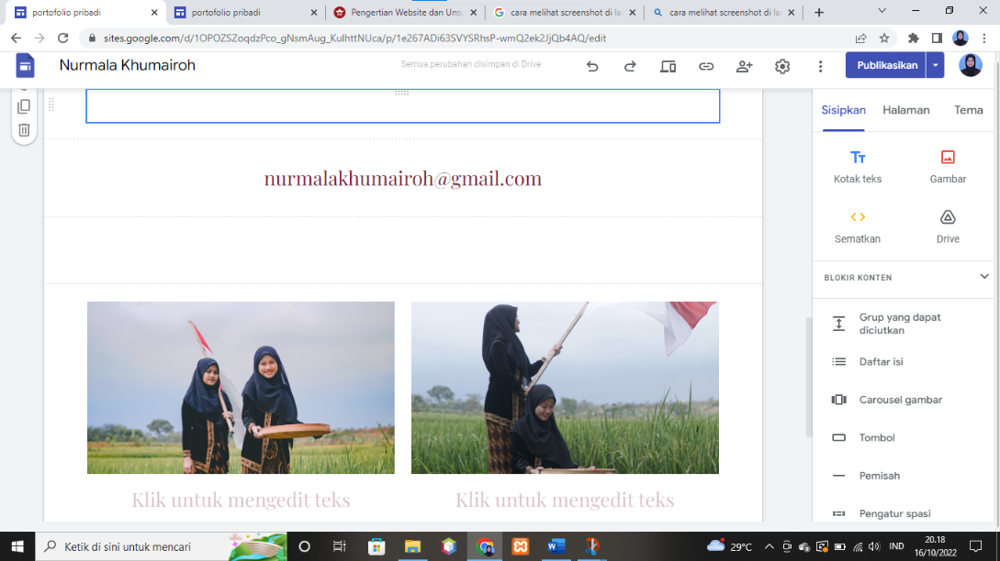 portofolio pribadi
portofolio pribadi
Pengertian Website dan Unsu
cara melihat screenshot di la
cara melihat screenshot di la
sites.google.com/d/1OPOZSZoqdzPco_gNsmAug_KulhttNUca/p/1e267ADi63SVYSRhsP-wmQ2ek2JjQb4AQ/edit
Nurmala Khumairoh
Semua perubahan disimpan di Drive
Publikasikan
Sisipkan
Halaman
Tema
nurmalakhumairoh@gmail.com
Kotak teks
Gambar
Sematkan
Drive
BLOKIR KONTEN
Grup yang dapat
diciutkan
Daftar isi
Carousel gambar
Tombol
Pemisah
Pengatur spasi
Klik untuk mengedit teks
Klik untuk mengedit teks
Ketik di sini untuk mencari
29°C
IND
20.18
16/10/2022